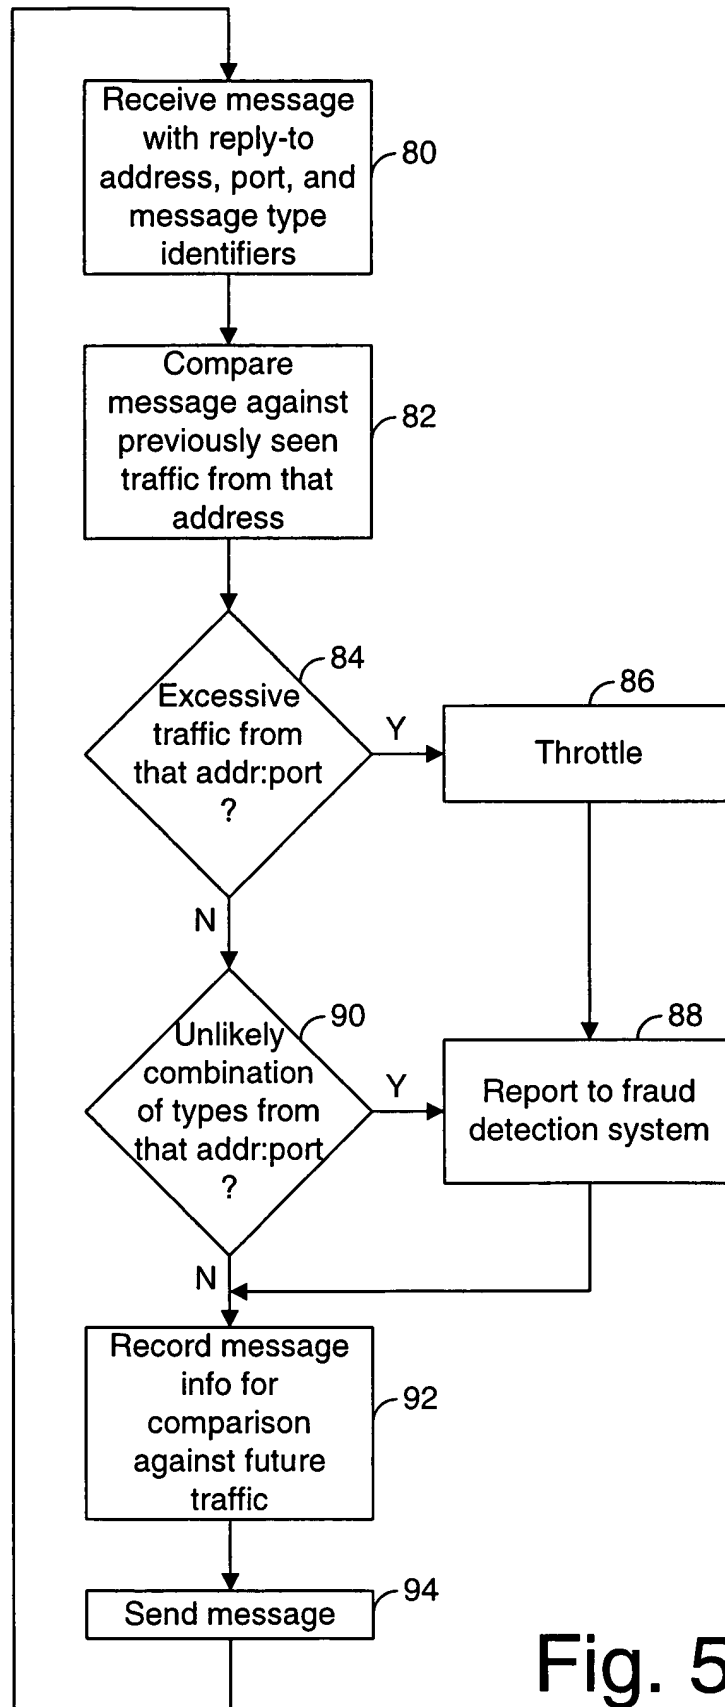 Receive message
with reply-to
address, port, and
message type
identifiers
80
Compare
message against
previously seen
traffic from that
address
82
84
Excessive
traffic from
that addr:port
?
Y
86
Throttle
N
90
Unlikely
combination
of types from
that addr:port
?
Y
88
Report to fraud
detection system
N
Record message
info for
comparison
against future
traffic
92
Send message
94
Fig. 5